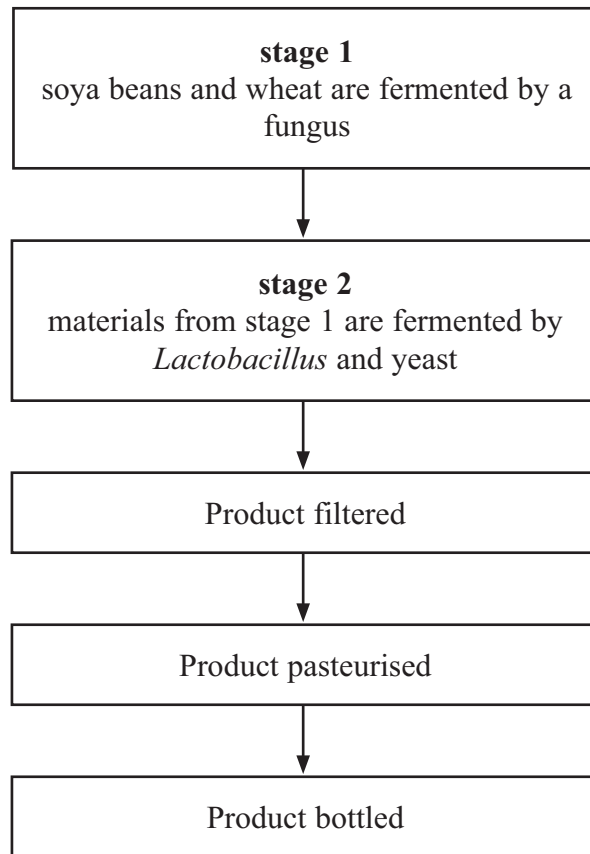 stage 1
soya beans and wheat are fermented by a
fungus
stage 2
materials from stage 1 are fermented by
Lactobacillus and yeast
Product filtered
Product pasteurised
Product bottled